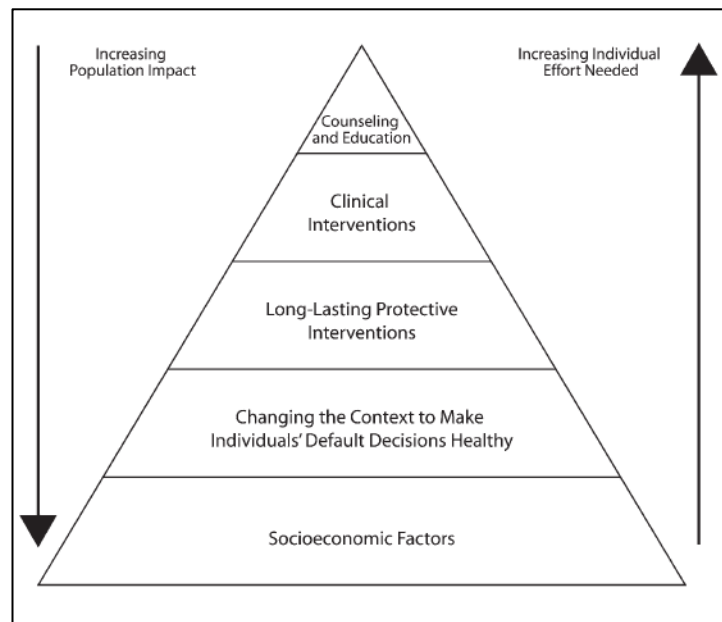 Increasing
Population Impact
Increasing Individual
Effort Needed
Counseling
and Education
Clinical
Interventions
Long-Lasting Protective
Interventions
Changing the Context to Make
Individuals' Default Decisions Healthy
Socioeconomic Factors